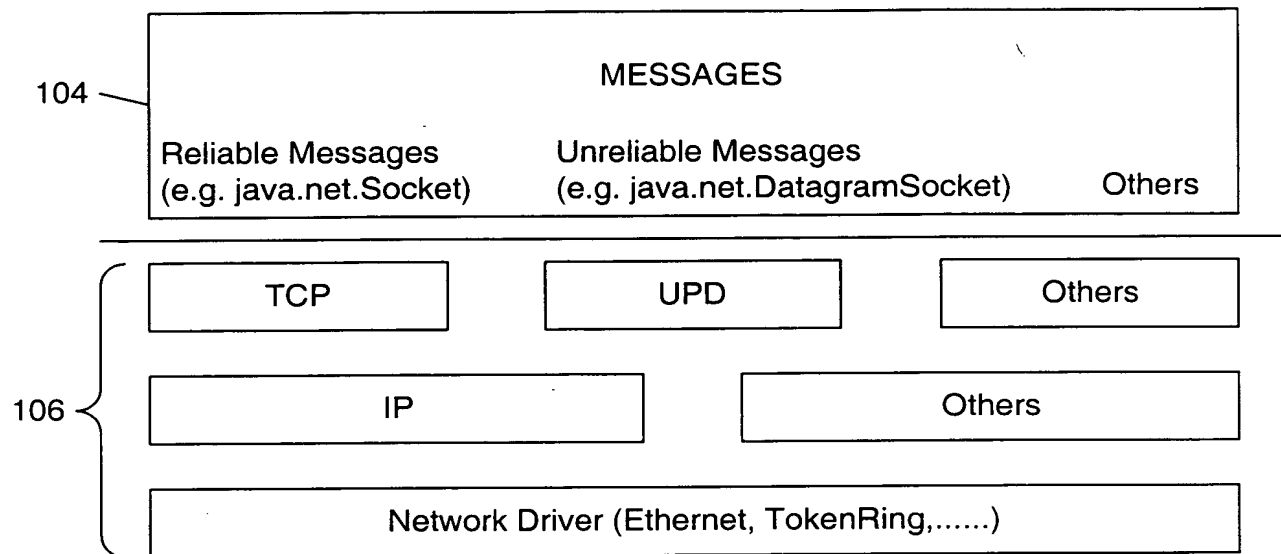 MESSAGES
104
Reliable Messages Unreliable Messages
(e.g. java.net.Socket) (e.g. java.net.DatagramSocket) Others
TCP UPD Others
106
IP Others
Network Driver (Ethernet, TokenRing,......)